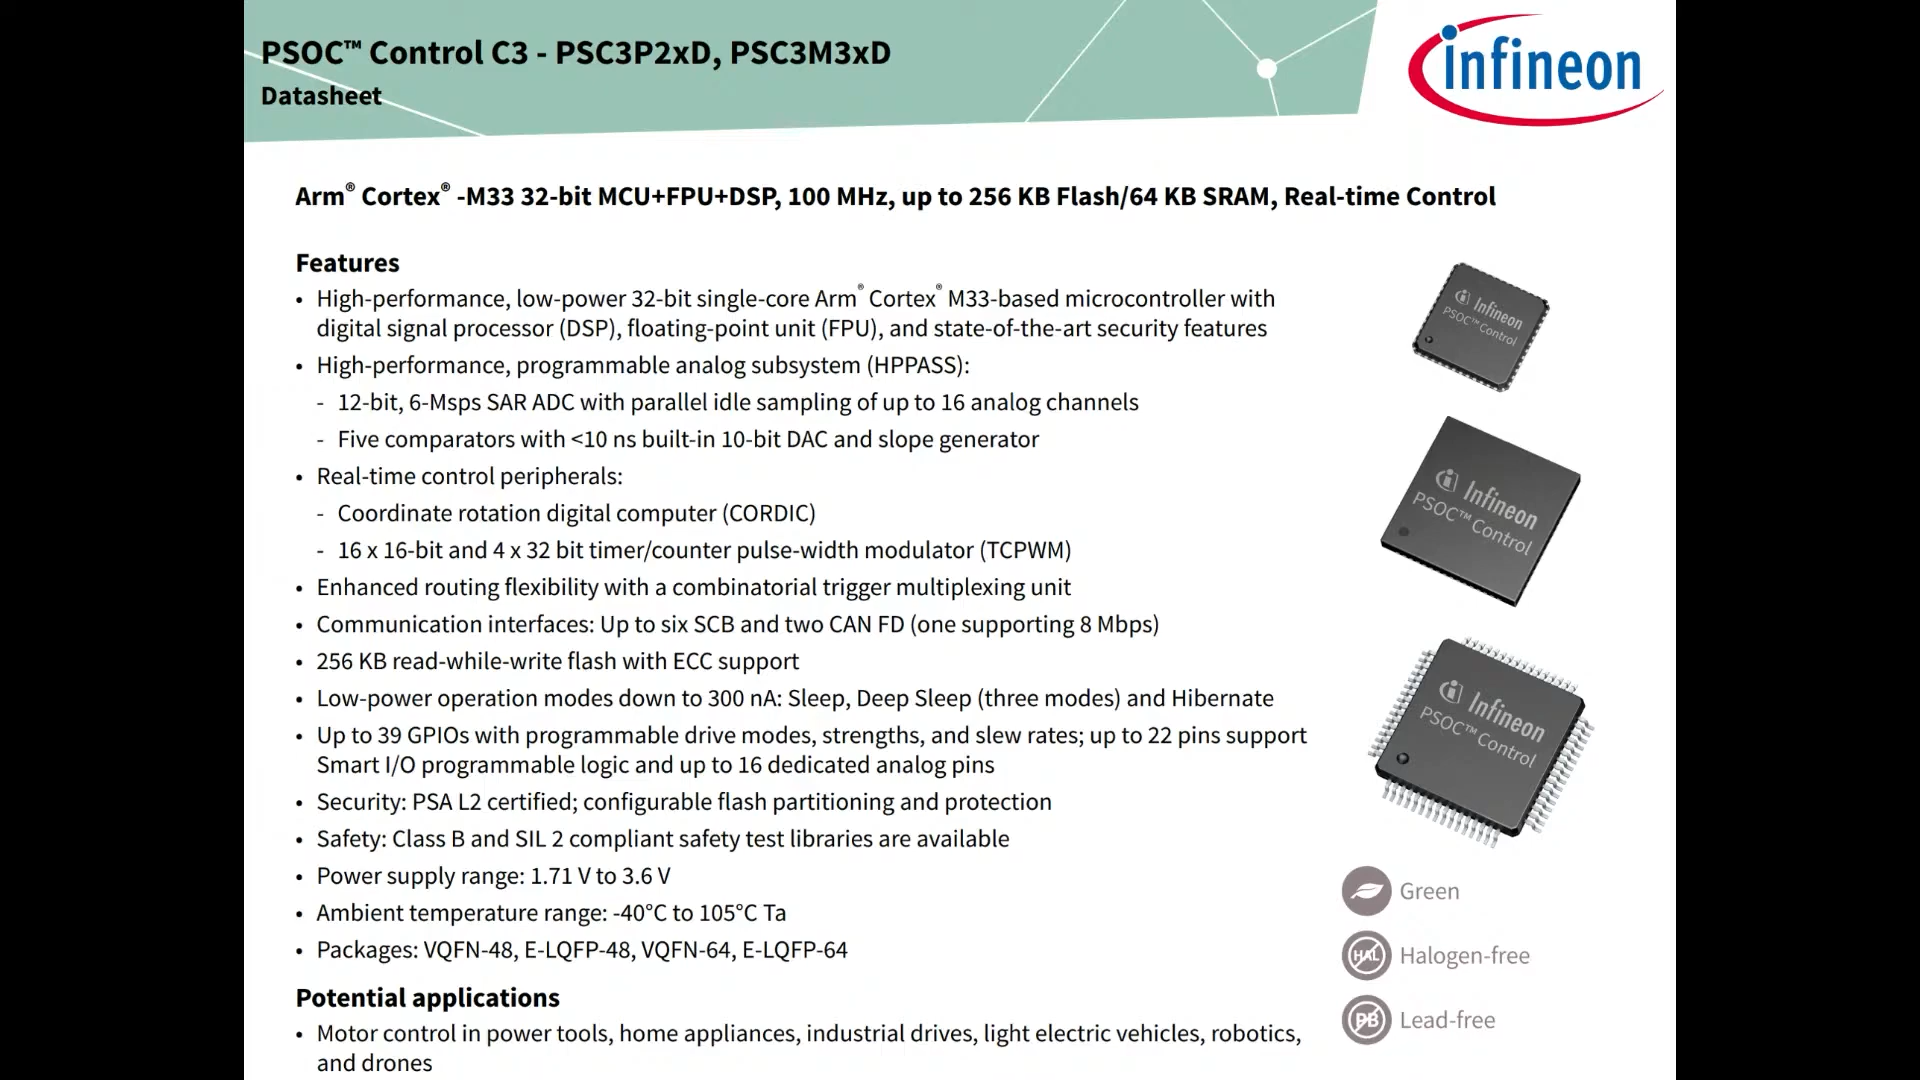 PSOC™ Control C3 - PSC3P2xD, PSC3M3xD
Datasheet
infineon
Arm® Cortex® -M33 32-bit MCU+FPU+DSP, 100 MHz, up to 256 KB Flash/64 KB SRAM, Real-time Control
Features
• High-performance, low-power 32-bit single-core Arm® Cortex® M33-based microcontroller with
digital signal processor (DSP), floating-point unit (FPU), and state-of-the-art security features
• High-performance, programmable analog subsystem (HPPASS):
- 12-bit, 6-Msps SAR ADC with parallel idle sampling of up to 16 analog channels
- Five comparators with <10 ns built-in 10-bit DAC and slope generator
• Real-time control peripherals:
- Coordinate rotation digital computer (CORDIC)
- 16 x 16-bit and 4 x 32 bit timer/counter pulse-width modulator (TCPWM)
• Enhanced routing flexibility with a combinatorial trigger multiplexing unit
• Communication interfaces: Up to six SCB and two CAN FD (one supporting 8 Mbps)
• 256 KB read-while-write flash with ECC support
• Low-power operation modes down to 300 nA: Sleep, Deep Sleep (three modes) and Hibernate
• Up to 39 GPIOs with programmable drive modes, strengths, and slew rates; up to 22 pins support
Smart I/O programmable logic and up to 16 dedicated analog pins
• Security: PSA L2 certified; configurable flash partitioning and protection
• Safety: Class B and SIL 2 compliant safety test libraries are available
• Power supply range: 1.71 V to 3.6 V
• Ambient temperature range: -40°C to 105°C Ta
• Packages: VQFN-48, E-LQFP-48, VQFN-64, E-LQFP-64
Potential applications
• Motor control in power tools, home appliances, industrial drives, light electric vehicles, robotics,
and drones
Infineon
PSOC™ Control
Infineon
PSOC™ Control
Infineon
PSOC™ Control
Green
HAL
Halogen-free
PB
Lead-free